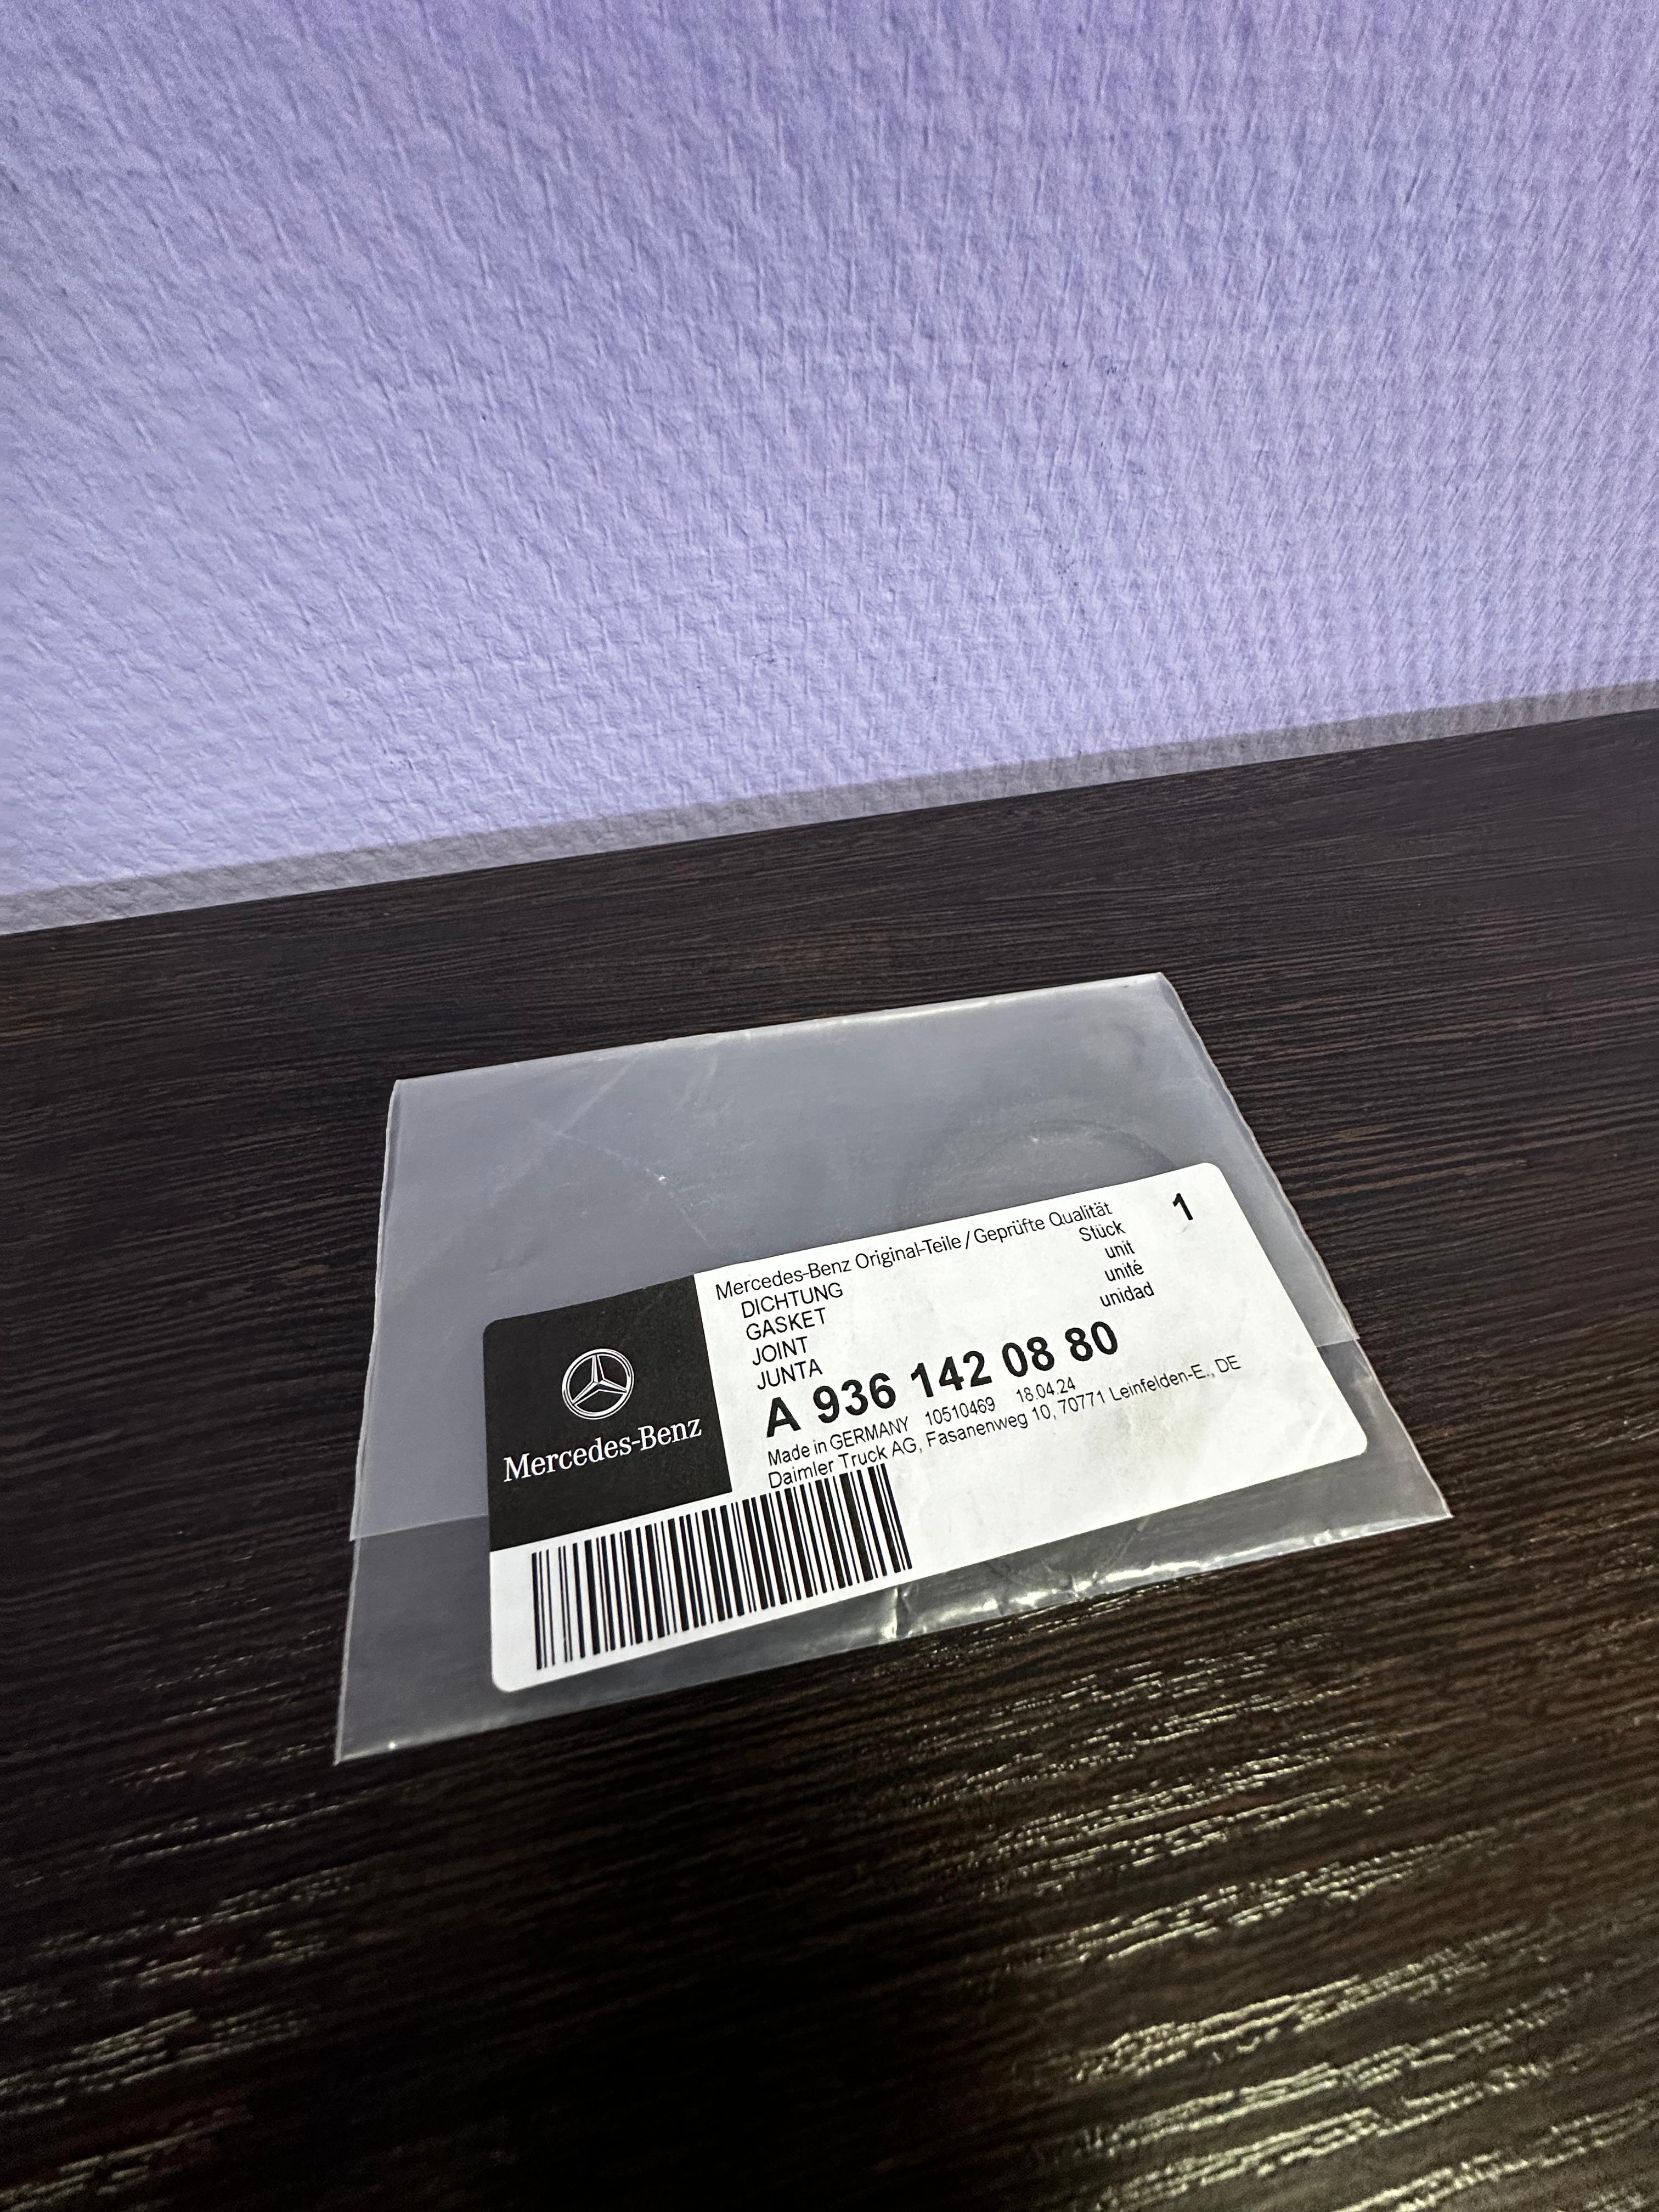 Mercedes-Benz Original-Teile / Geprüfte Qualität
1
DICHTUNG
Stück
GASKET
unit
JOINT
unité
JUNTA
unidad
A 936 142 08 80
Made in GERMANY 10510469 18.04.24
Daimler Truck AG, Fasanenweg 10, 70771 Leinfelden-E., DE
Mercedes-Benz